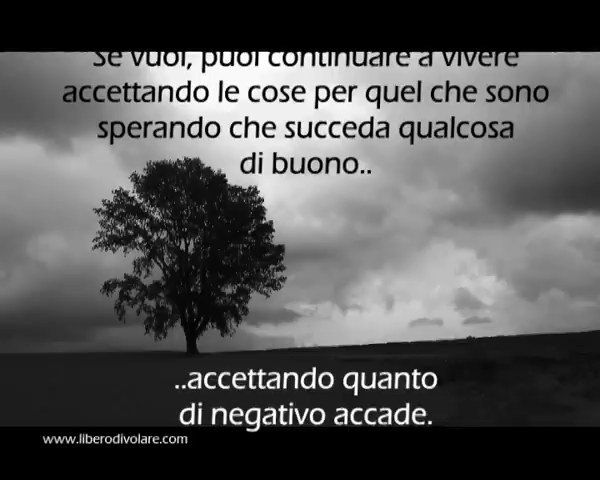 Se vuoi, puoi continuare a vivere
accettando le cose per quel che sono
sperando che succeda qualcosa
di buono..
..accettando quanto
di negativo accade.
www.liberodivolare.com